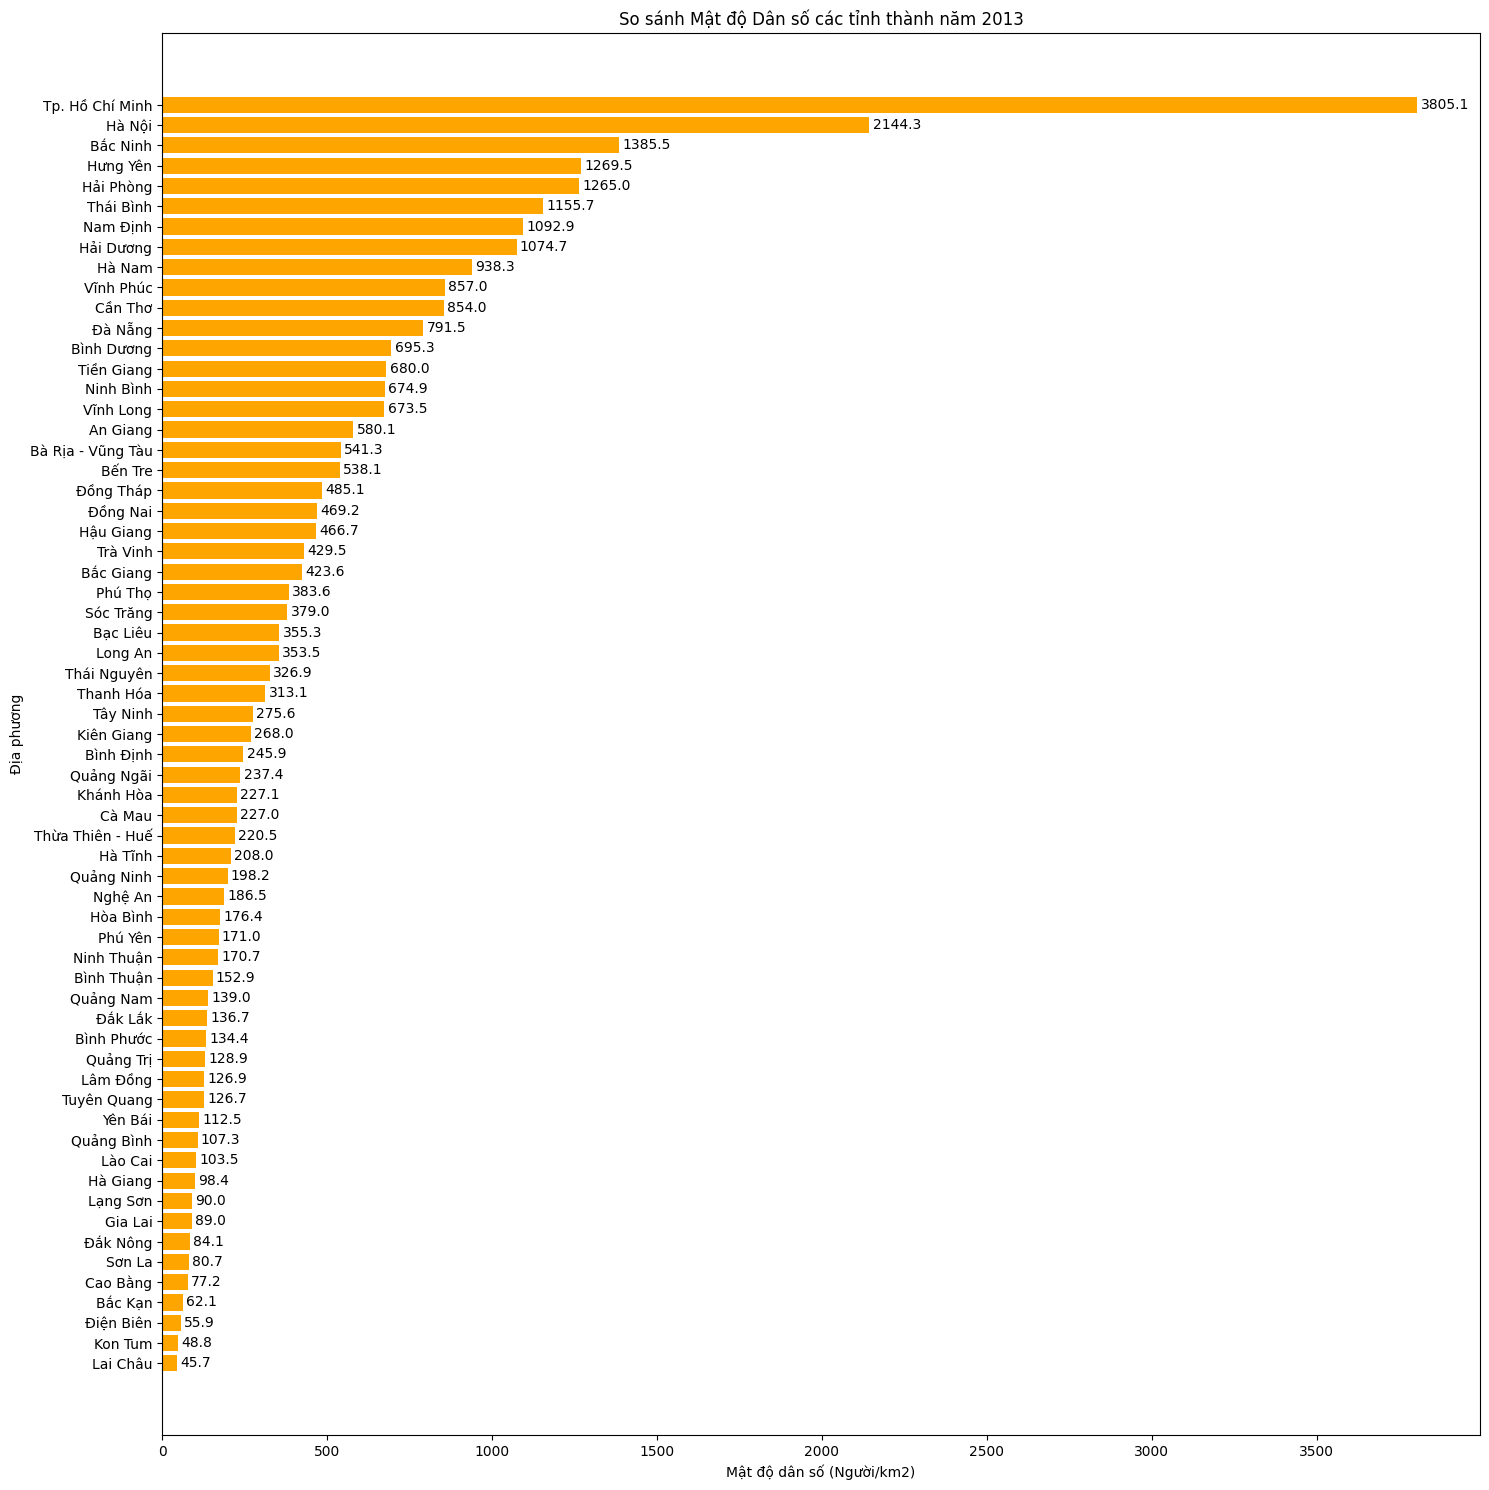 So sánh Mật độ Dân số các tỉnh thành năm 2013
Tp. Hồ Chí Minh 3805.1
Hà Nội 2144.3
Bắc Ninh 1385.5
Hưng Yên 1269.5
Hải Phòng 1265.0
Thái Bình 1155.7
Nam Định 1092.9
Hải Dương 1074.7
Hà Nam 938.3
Vĩnh Phúc 857.0
Cần Thơ 854.0
Đà Nẵng 791.5
Bình Dương 695.3
Tiền Giang 680.0
Ninh Bình 674.9
Vĩnh Long 673.5
An Giang 580.1
Bà Rịa - Vũng Tàu 541.3
Bến Tre 538.1
Đồng Tháp 485.1
Đồng Nai 469.2
Hậu Giang 466.7
Trà Vinh 429.5
Bắc Giang 423.6
Phú Thọ 383.6
Sóc Trăng 379.0
Bạc Liêu 355.3
Long An 353.5
Thái Nguyên 326.9
Thanh Hóa 313.1
Tây Ninh 275.6
Kiên Giang 268.0
Bình Định 245.9
Quảng Ngãi 237.4
Khánh Hòa 227.1
Cà Mau 227.0
Thừa Thiên - Huế 220.5
Hà Tĩnh 208.0
Quảng Ninh 198.2
Nghệ An 186.5
Hòa Bình 176.4
Phú Yên 171.0
Ninh Thuận 170.7
Bình Thuận 152.9
Quảng Nam 139.0
Đắk Lắk 136.7
Bình Phước 134.4
Quảng Trị 128.9
Lâm Đồng 126.9
Tuyên Quang 126.7
Yên Bái 112.5
Quảng Bình 107.3
Lào Cai 103.5
Hà Giang 98.4
Lạng Sơn 90.0
Gia Lai 89.0
Đắk Nông 84.1
Sơn La 80.7
Cao Bằng 77.2
Bắc Kạn 62.1
Điện Biên 55.9
Kon Tum 48.8
Lai Châu 45.7
Địa phương
0 500 1000 1500 2000 2500 3000 3500
Mật độ dân số (Người/km2)